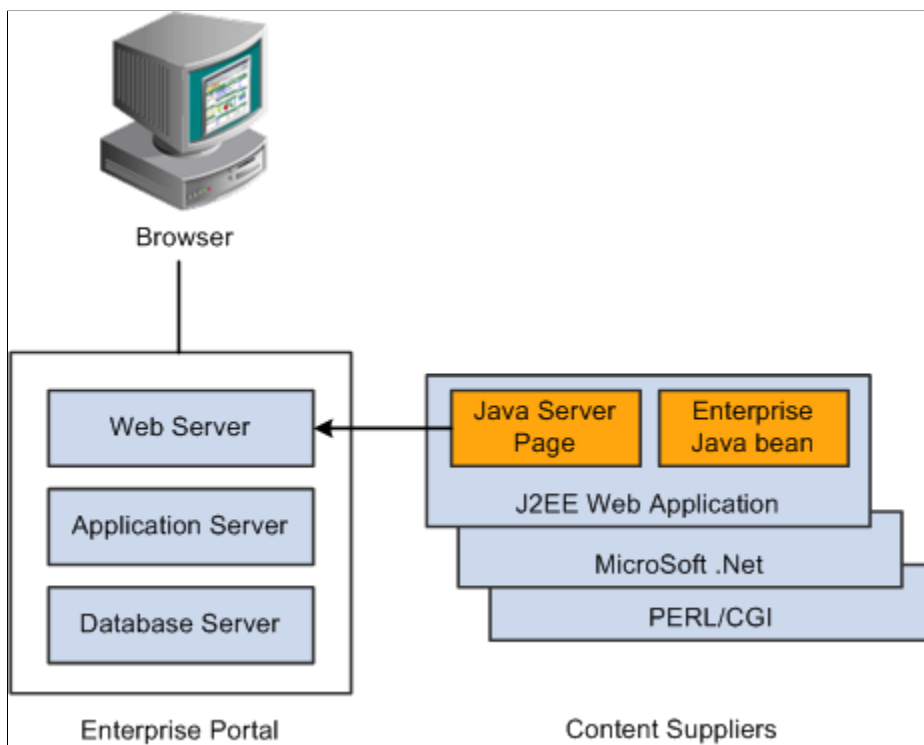 Browser
Web Server
Application Server
Database Server
Enterprise Portal
Java Server
Page
Enterprise
Java bean
J2EE Web Application
MicroSoft .Net
PERL/CGI
Content Suppliers